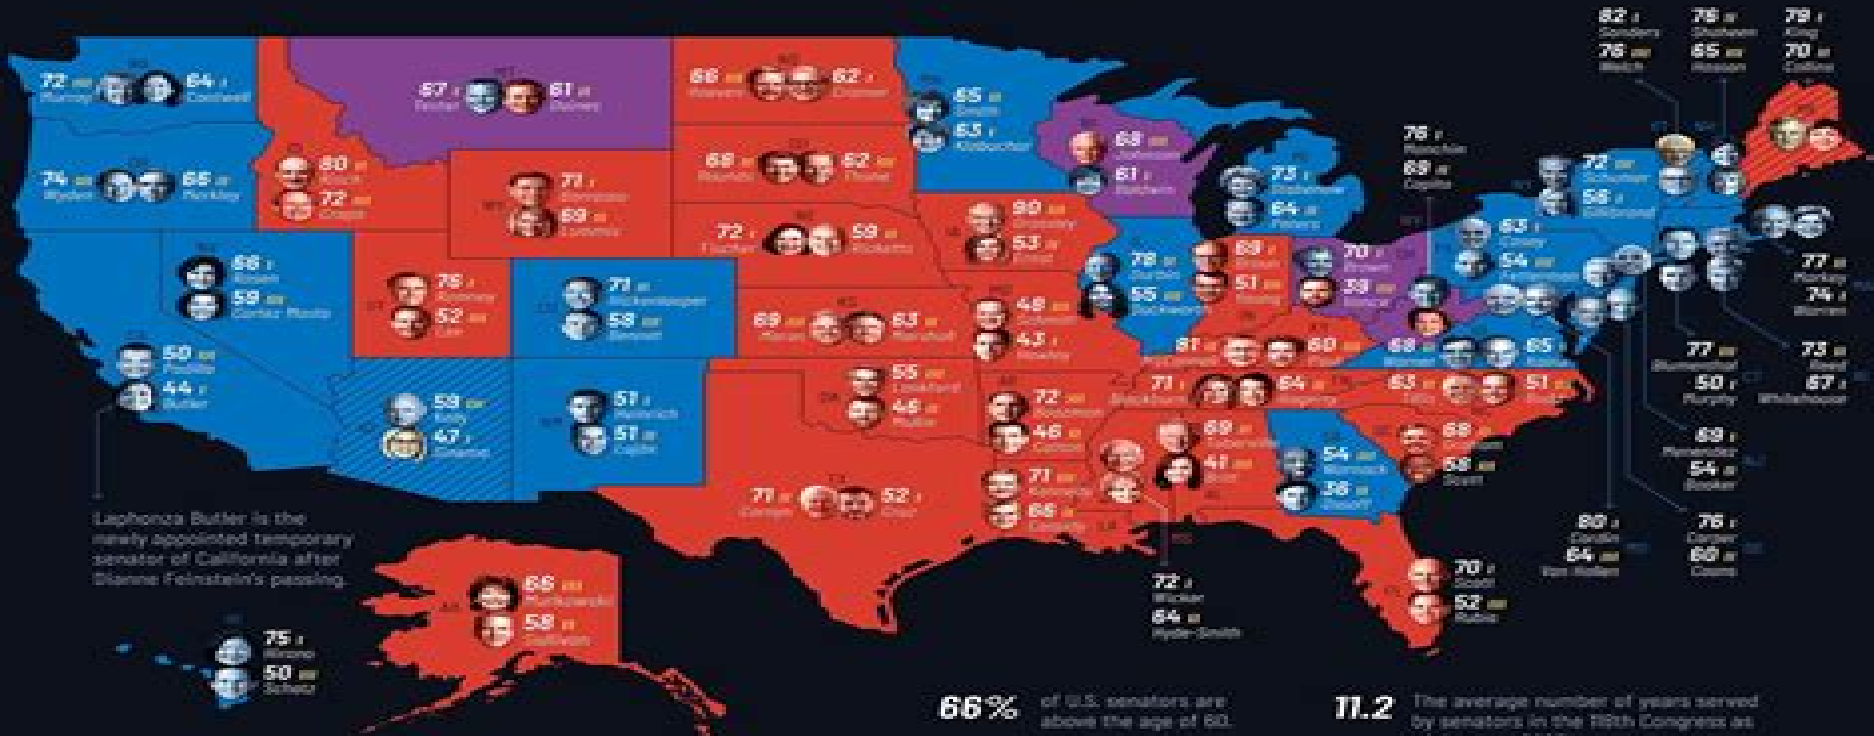 82 Sanders
76 Shaheen
79 King
76 Welch
65 Hassan
70 Collins
72 Murray
64 Cantwell
67 Tester
61 Daines
66 Hoeven
62 Cramer
65 Smith
63 Klobuchar
68 Johnson
61 Baldwin
76 Manchin
69 Capito
74 Wyden
66 Merkley
80 Risch
72 Crapo
71 Barrasso
69 Lummis
68 Rounds
62 Thune
73 Stabenow
64 Peters
72 Schumer
56 Gillibrand
72 Fischer
59 Ricketts
90 Grassley
53 Ernst
66 Rosen
59 Cortez Masto
76 Romney
52 Lee
71 Hickenlooper
58 Bennet
69 Moran
63 Marshall
48
43 Hawley
78 Durbin
55 Duckworth
69 Braun
51 Young
70 Brown
39 Vance
63 Casey
54 Fetterman
77 Markey
74 Warren
50 Padilla
44 Butler
59 Kelly
47 Sinema
51 Heinrich
51 Luján
55 Lankford
46 Mullin
81
60
68
65
77 Blumenthal
50 Murphy
73 Reed
67 Whitehouse
71 Blackburn
64 Hagerty
63 Tillis
51 Budd
72 Boozman
46 Cotton
69 Tuberville
41 Britt
54 Warnock
36 Ossoff
68 Graham
58 Scott
69 Menendez
54 Booker
71 Cornyn
52 Cruz
71 Kennedy
68 Cassidy
80 Cardin
64 Van Hollen
76 Carper
60 Coons
Laphonza Butler is the
newly appointed temporary
senator of California after
Dianne Feinstein's passing.
66 Murkowski
58 Sullivan
72 Wicker
64 Hyde-Smith
70 Scott
52 Rubio
75 Hirono
50 Schatz
66% of U.S. senators are
above the age of 60.
11.2 The average number of years served
by senators in the 118th Congress as